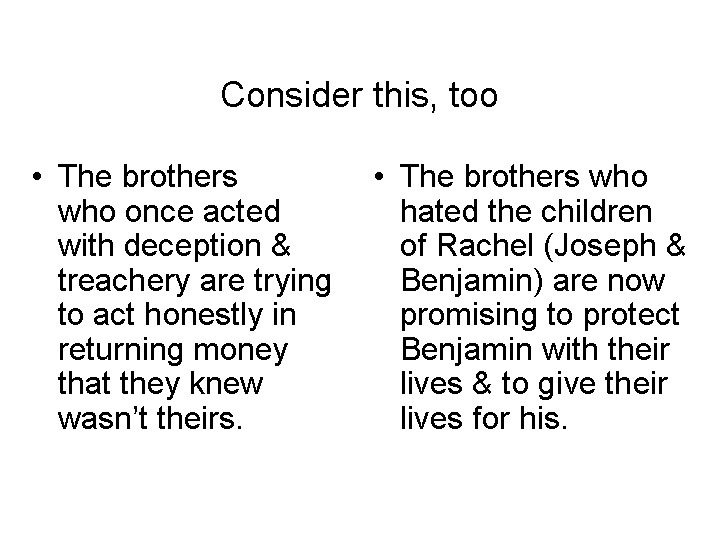 Consider this, too
• The brothers
who once acted
with deception &
treachery are trying
to act honestly in
returning money
that they knew
wasn’t theirs.
• The brothers who
hated the children
of Rachel (Joseph &
Benjamin) are now
promising to protect
Benjamin with their
lives & to give their
lives for his.